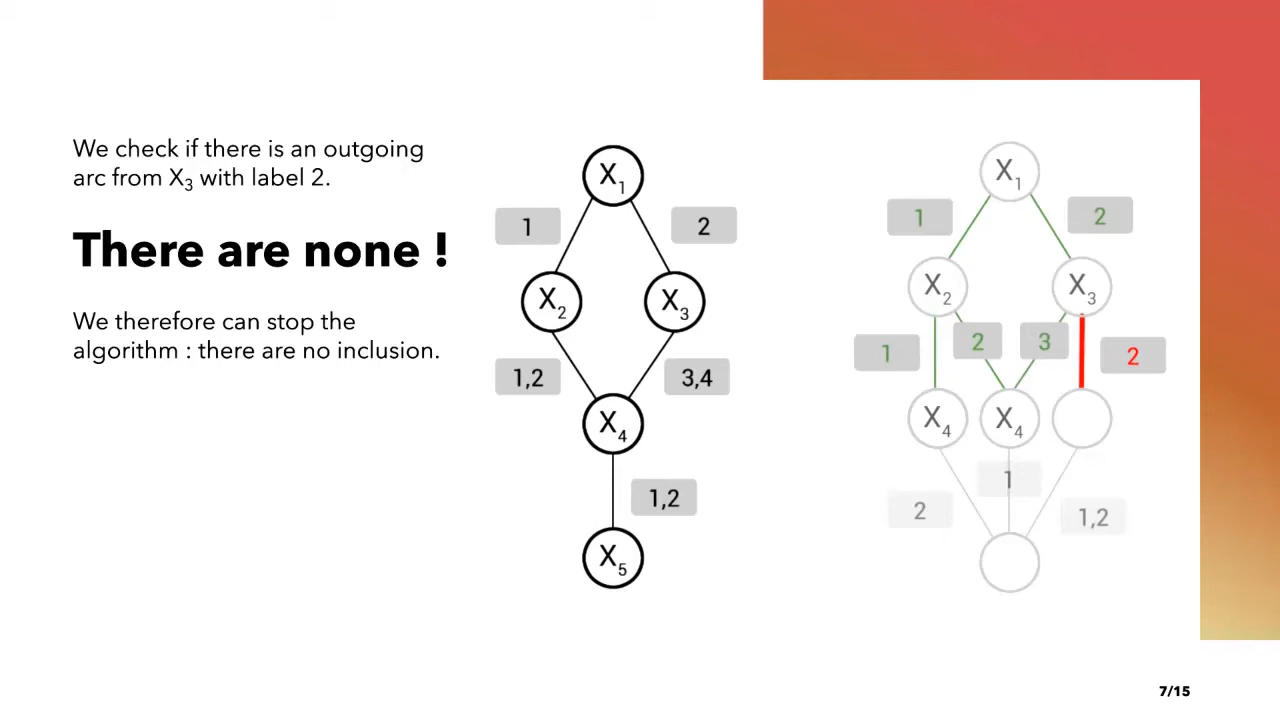 We check if there is an outgoing
arc from X₃ with label 2.
There are none !
We therefore can stop the
algorithm : there are no inclusion.
X₁
1
2
X₂
X₃
1,2
3,4
X₄
1,2
X₅
X₁
1
2
X₂
X₃
1
2
3
2
X₄
X₄
2
1
1,2
7/15